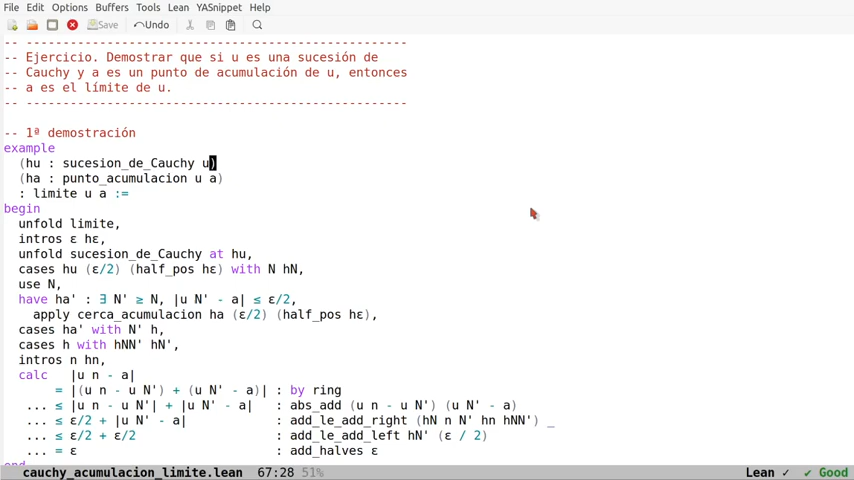 File Edit Options Buffers Tools Lean YASnippet Help
Save Undo
-- -----------------------------------------------------
-- Ejercicio. Demostrar que si u es una sucesión de
-- Cauchy y a es un punto de acumulación de u, entonces
-- a es el límite de u.
-- -----------------------------------------------------
-- 1ª demostración
example
  (hu : sucesion_de_Cauchy u)
  (ha : punto_acumulacion u a)
  : limite u a :=
begin
  unfold limite,
  intros ε hε,
  unfold sucesion_de_Cauchy at hu,
  cases hu (ε/2) (half_pos hε) with N hN,
  use N,
  have ha' : ∃ N' ≥ N, |u N' - a| ≤ ε/2,
    apply cerca_acumulacion ha (ε/2) (half_pos hε),
  cases ha' with N' h,
  cases h with hNN' hN',
  intros n hn,
  calc   |u n - a|
       = |(u n - u N') + (u N' - a)| : by ring
   ... ≤ |u n - u N'| + |u N' - a|   : abs_add (u n - u N') (u N' - a)
   ... ≤ ε/2 + |u N' - a|            : add_le_add_right (hN n N' hn hNN') _
   ... ≤ ε/2 + ε/2                   : add_le_add_left hN' (ε / 2)
   ... = ε                           : add_halves ε
end
cauchy_acumulacion_limite.lean 67:28 51% Lean ✓ ✔ Good